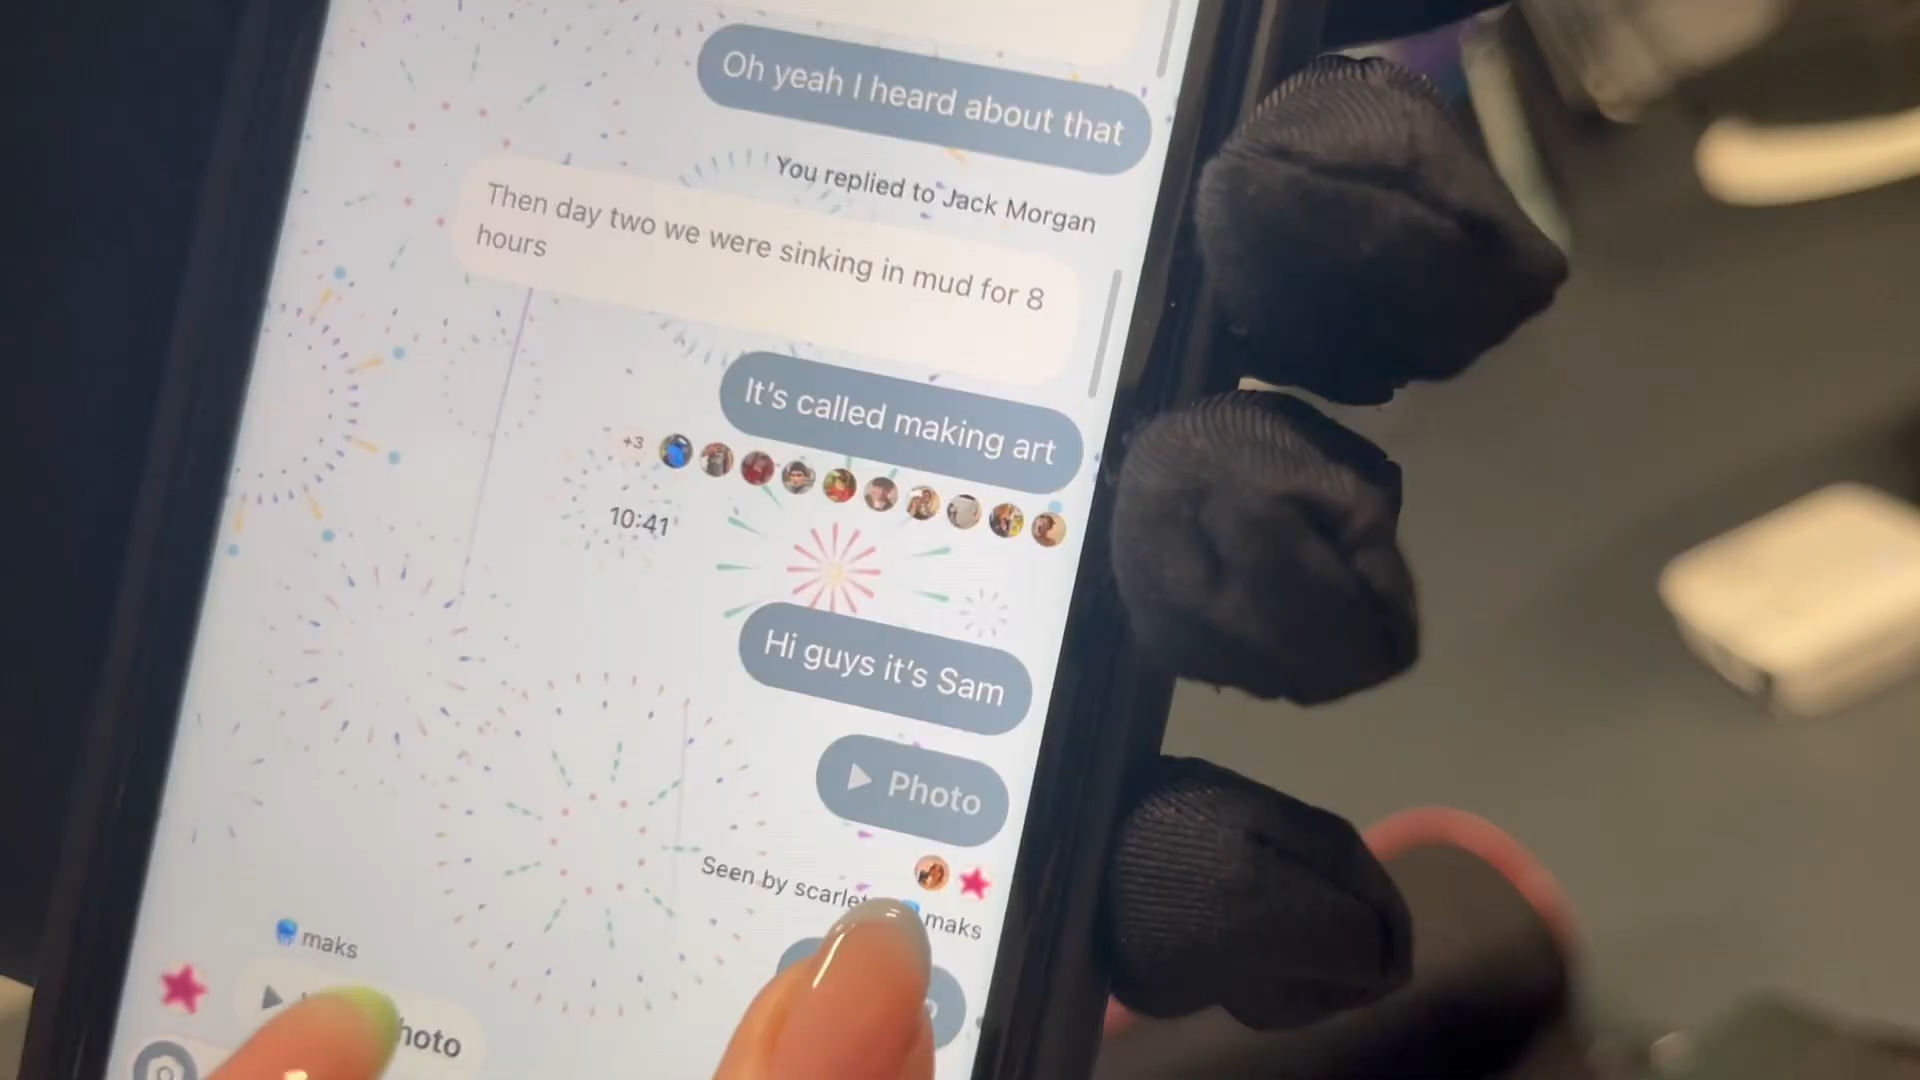 Oh yeah I heard about that
You replied to Jack Morgan
Then day two we were sinking in mud for 8
hours
It's called making art
+3
10:41
Hi guys it's Sam
Photo
Seen by
maks
maks